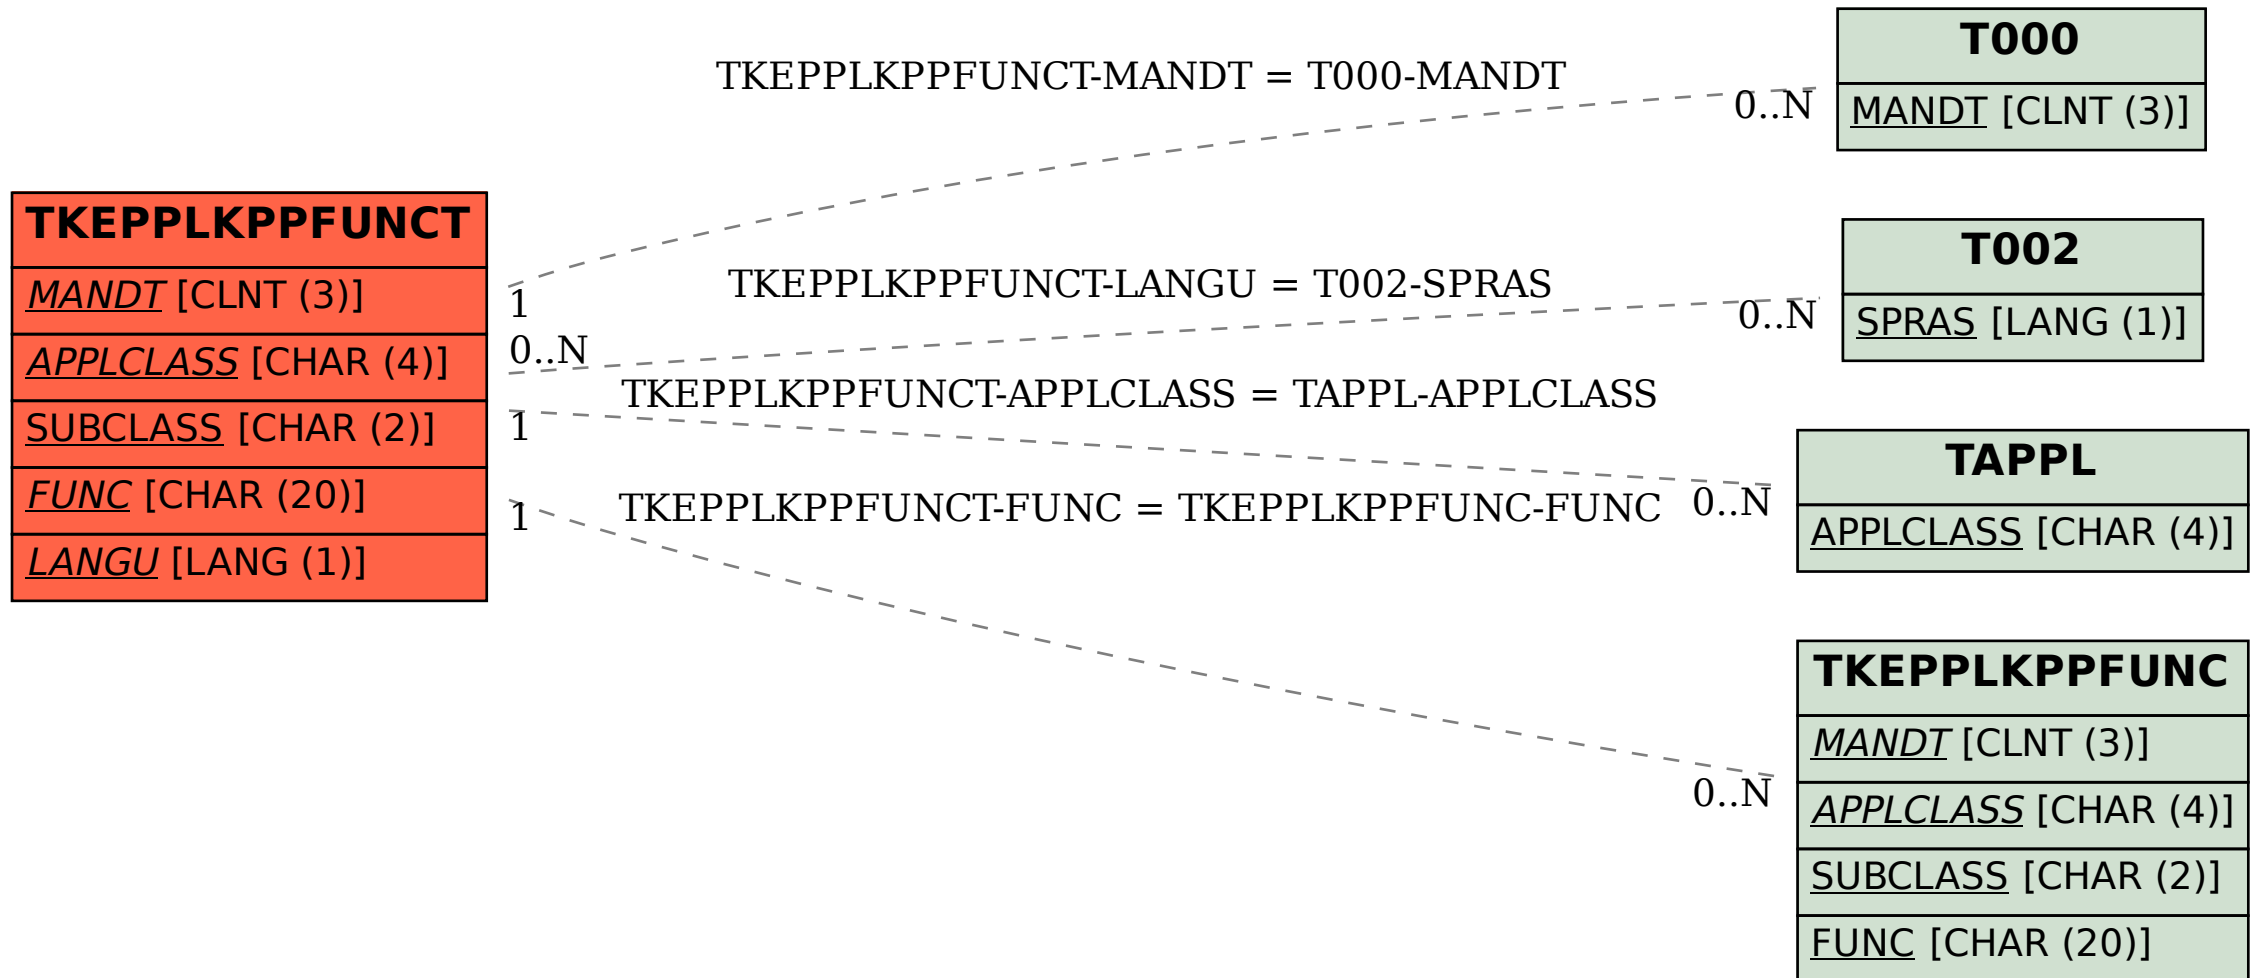 TKEPPLKPPFUNCT
MANDT [CLNT (3)]
APPLCLASS [CHAR (4)]
SUBCLASS [CHAR (2)]
FUNC [CHAR (20)]
LANGU [LANG (1)]
TKEPPLKPPFUNCT-MANDT = T000-MANDT
1
0..N
TKEPPLKPPFUNCT-LANGU = T002-SPRAS
0..N
0..N
TKEPPLKPPFUNCT-APPLCLASS = TAPPL-APPLCLASS
1
0..N
TKEPPLKPPFUNCT-FUNC = TKEPPLKPPFUNC-FUNC
1
0..N
T000
MANDT [CLNT (3)]
T002
SPRAS [LANG (1)]
TAPPL
APPLCLASS [CHAR (4)]
TKEPPLKPPFUNC
MANDT [CLNT (3)]
APPLCLASS [CHAR (4)]
SUBCLASS [CHAR (2)]
FUNC [CHAR (20)]